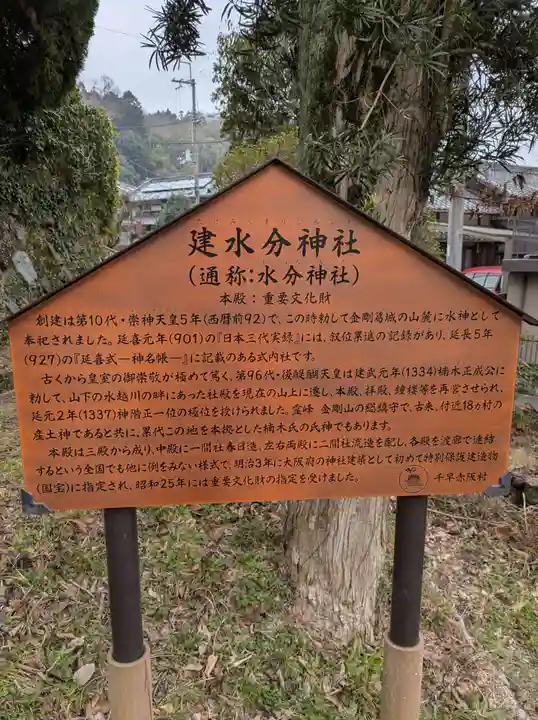 建水分神社
(通称:水分神社)
本殿:重要文化財
創建は第10代・崇神天皇5年(西暦前92)で、この時勅して金剛葛城の山麓に水神として
奉祀されました。延喜元年(901)の『日本三代実録』には、叙位累進の記録があり、延長5年
(927)の『延喜式―神名帳―』に記載のある式内社です。
古くから皇室の御崇敬が極めて篤く、第96代・後醍醐天皇は建武元年(1334)楠木正成公に
勅して、山下の水越川の畔にあった社殿を現在の山上に遷し、本殿、拝殿、鐘楼等を再営させられ、
延元2年(1337)神階正一位の極位を授けられました。霊峰 金剛山の総鎮守で、古来、付近18ヵ村の
産土神であると共に、累代この地を本拠とした楠木氏の氏神でもあります。
本殿は三殿から成り、中殿に一間社春日造、左右両殿に二間社流造を配し、各殿を渡廊で連結
するという全国でも他に例をみない様式で、明治3年に大阪府の神社建築として初めて特別保護建造物
(国宝)に指定され、昭和25年には重要文化財の指定を受けました。
千早赤阪村